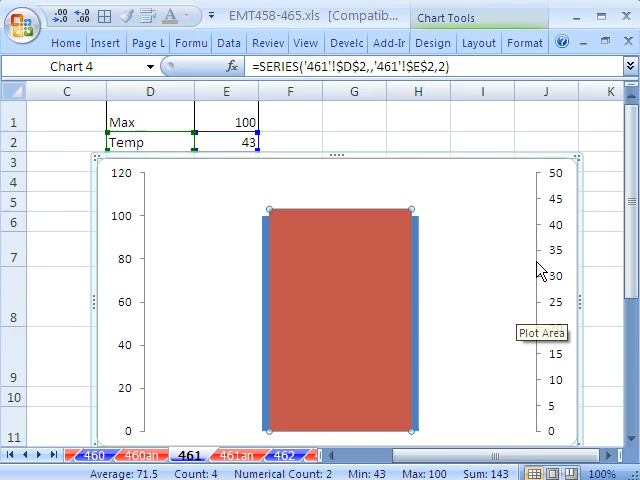 EMT458-465.xls [Compatib...
Chart Tools
Home Insert Page L Formu Data Reviev View Develc Add-Ir Design Layout Format
Chart 4 =SERIES('461'!$D$2,,'461'!$E$2,2)
C D E F G H I J K
1 Max 100
2 Temp 43
3
4
5
6
7
8
9
10
11
120 50
100 45
80 40
60 35
40 30
20 25
0 15
10
5
0
Plot Area
460 460an 461 461an 462
Average: 71.5 Count: 4 Numerical Count: 2 Min: 43 Max: 100 Sum: 143 100%